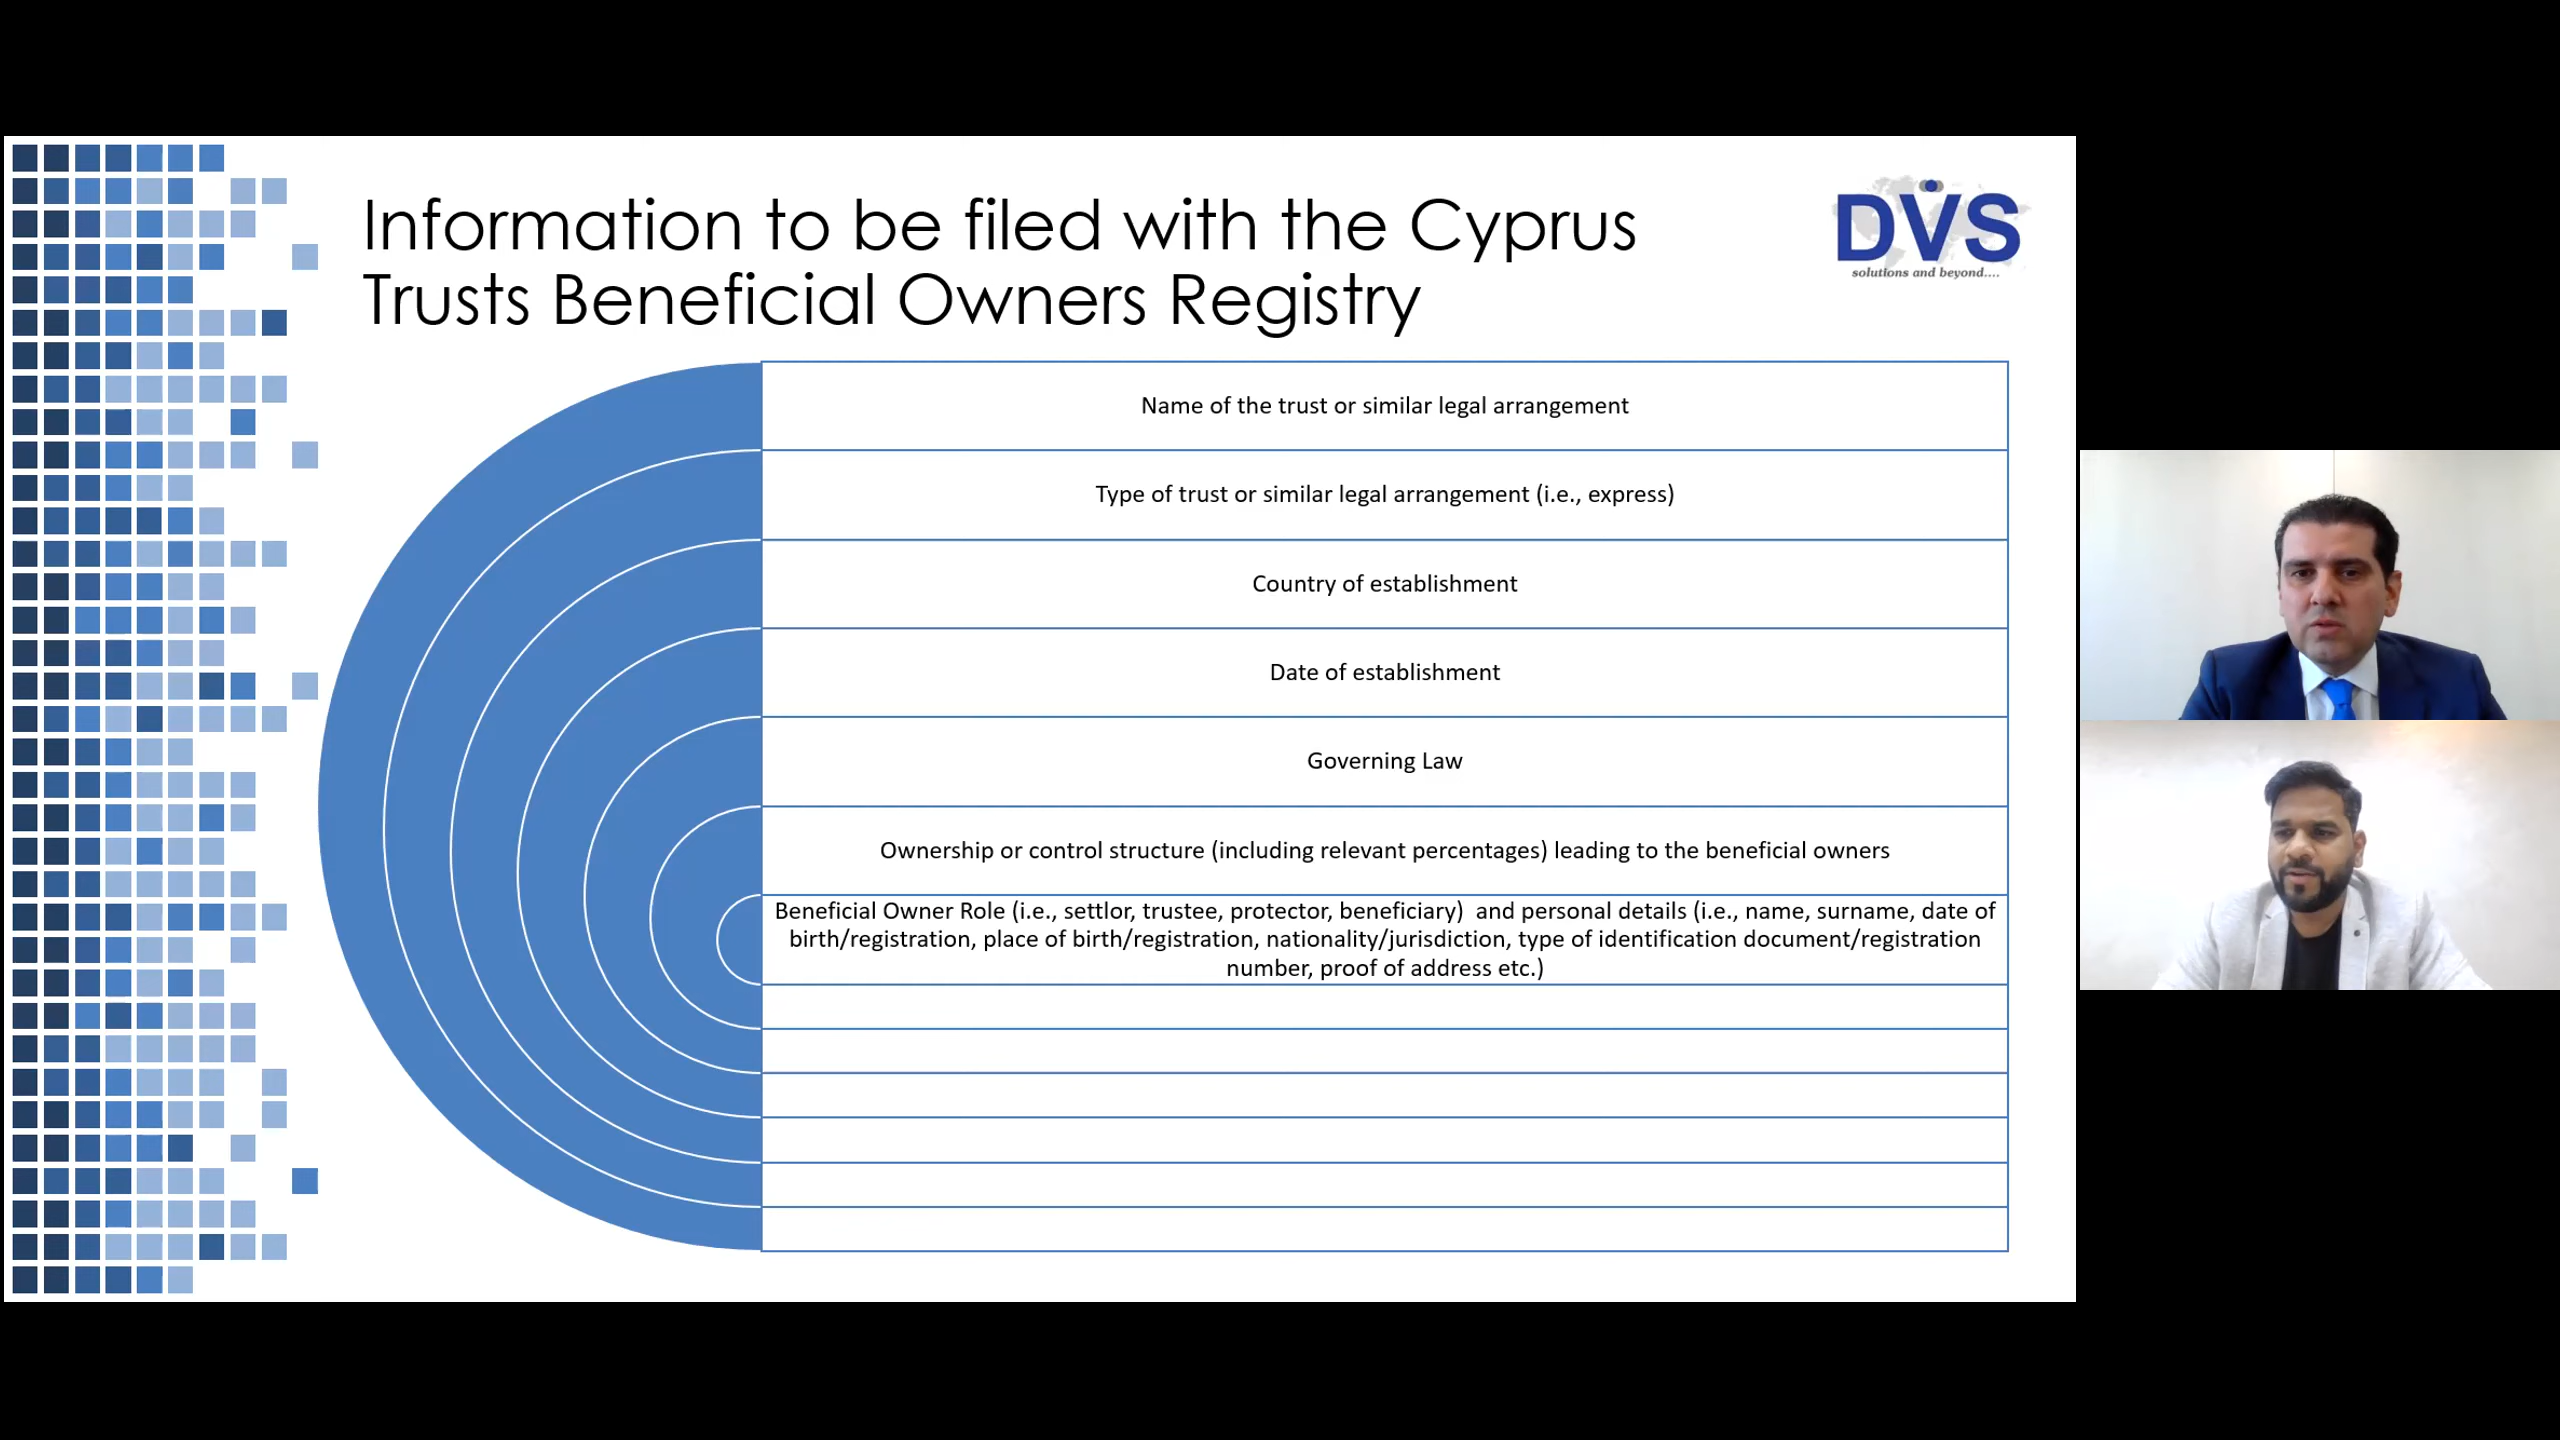 Information to be filed with the Cyprus
Trusts Beneficial Owners Registry
DVS
solutions and beyond....
Name of the trust or similar legal arrangement
Type of trust or similar legal arrangement (i.e., express)
Country of establishment
Date of establishment
Governing Law
Ownership or control structure (including relevant percentages) leading to the beneficial owners
Beneficial Owner Role (i.e., settlor, trustee, protector, beneficiary)  and personal details (i.e., name, surname, date of
birth/registration, place of birth/registration, nationality/jurisdiction, type of identification document/registration
number, proof of address etc.)